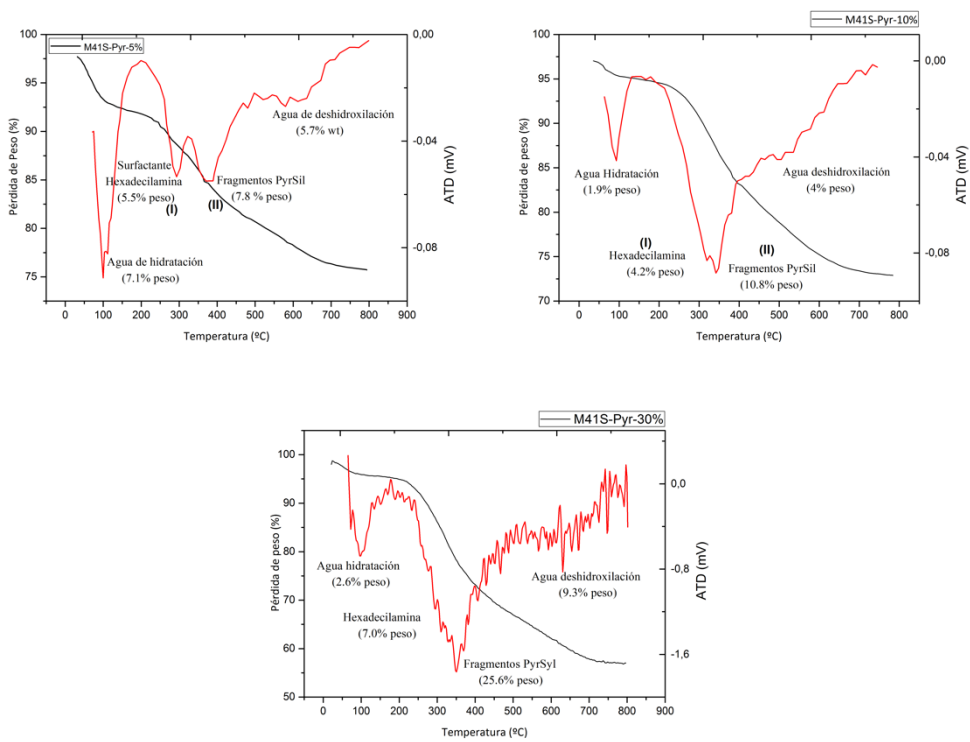 M41S-Pyr-5%
100
95
90
85
80
75
Pérdida de Peso (%)
0,00
-0,04
-0,08
ATD (mV)
Surfactante
Hexadecilamina
(5.5% peso)
(I)
Fragmentos PyrSil
(7.8 % peso)
(II)
Agua de deshidroxilación
(5.7% wt)
Agua de hidratación
(7.1% peso)
0 100 200 300 400 500 600 700 800 900
Temperatura (ºC)
M41S-Pyr-10%
100
95
90
85
80
75
70
Pérdida de Peso (%)
0,00
-0,04
-0,08
ATD (mV)
Agua Hidratación
(1.9% peso)
Agua deshidroxilación
(4% peso)
(I)
Hexadecilamina
(4.2% peso)
(II)
Fragmentos PyrSil
(10.8% peso)
0 100 200 300 400 500 600 700 800
Temperatura (ºC)
M41S-Pyr-30%
100
95
90
85
80
70
60
50
Pérdida de peso (%)
0,0
-0,8
-1,6
ATD (mV)
Agua hidratación
(2.6% peso)
Agua deshidroxilación
(9.3% peso)
Hexadecilamina
(7.0% peso)
Fragmentos PyrSyl
(25.6% peso)
0 100 200 300 400 500 600 700 800 900
Temperatura (ºC)